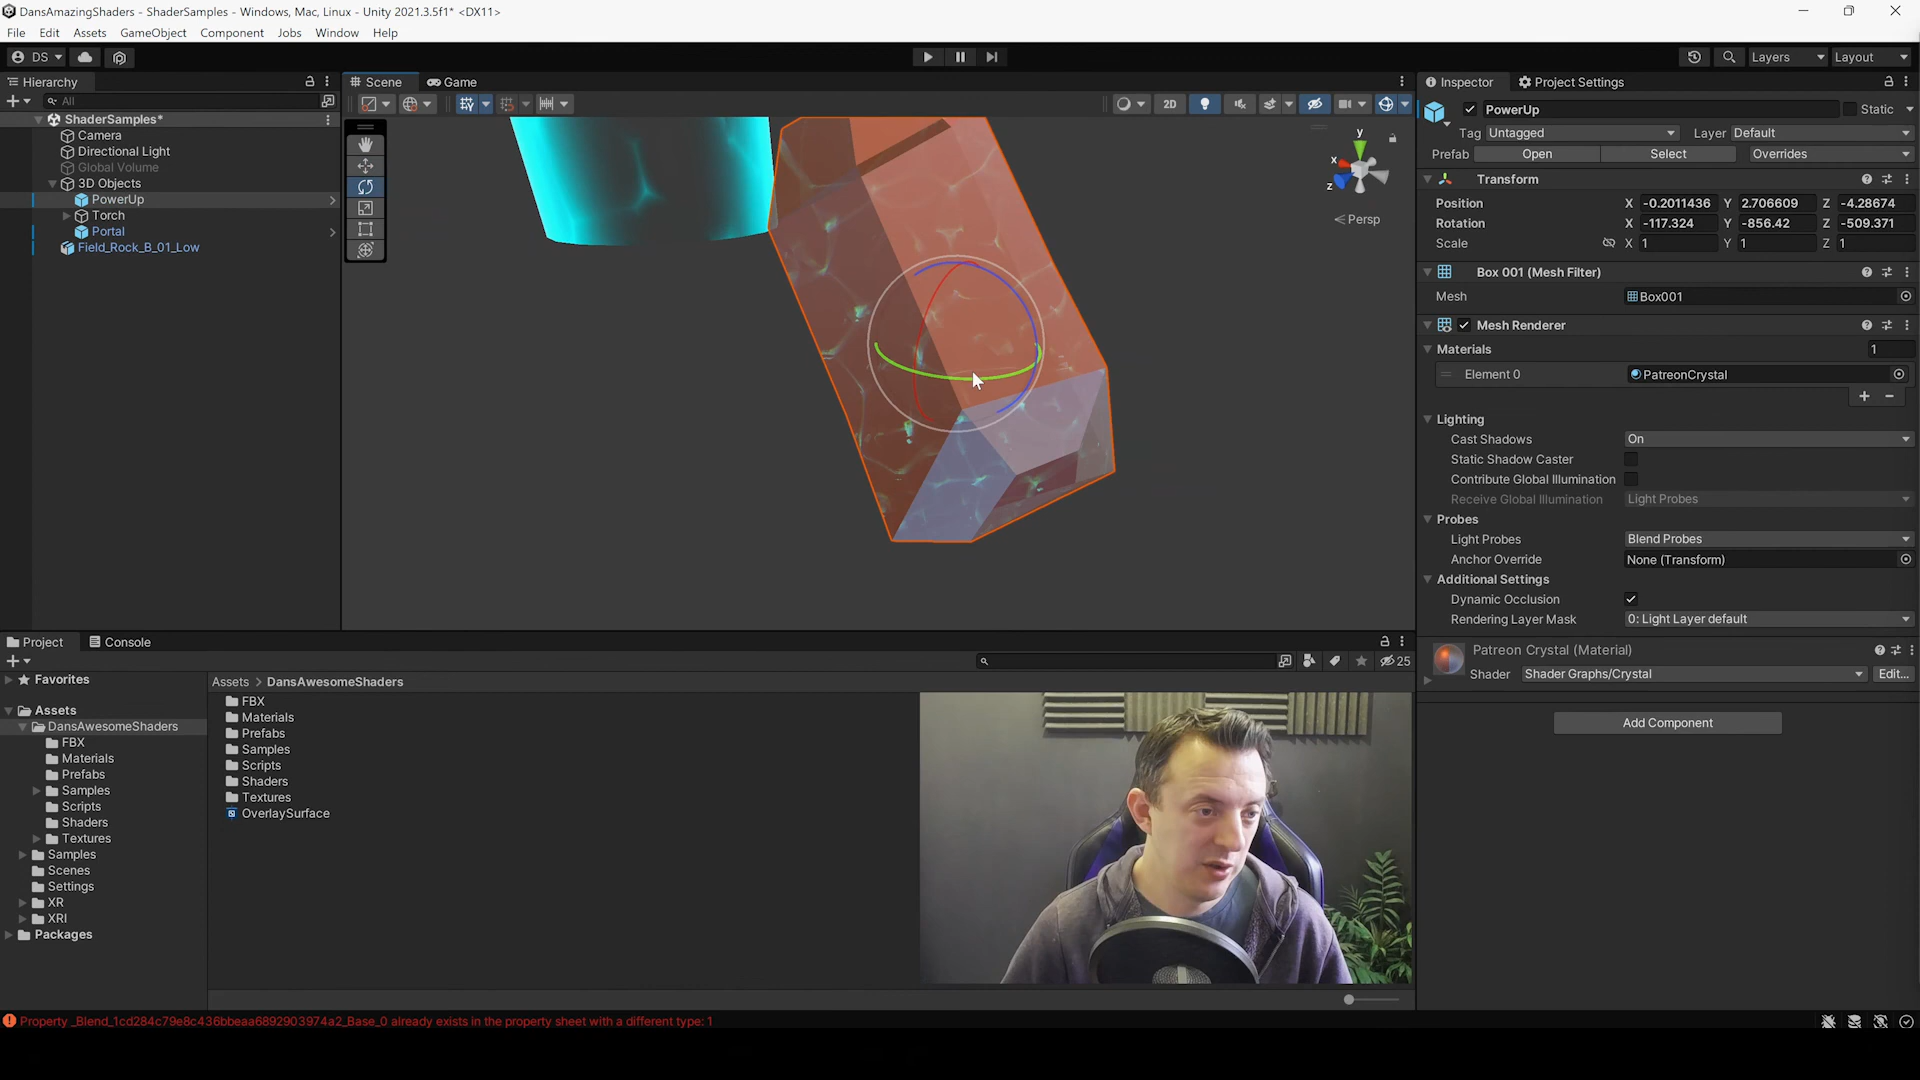 DansAmazingShaders - ShaderSamples - Windows, Mac, Linux - Unity 2021.3.5f1* <DX11>
File Edit Assets GameObject Component Jobs Window Help
DS Layers Layout
Hierarchy
All
ShaderSamples*
Camera
Directional Light
Global Volume
3D Objects
PowerUp
Torch
Portal
Field_Rock_B_01_Low
Scene Game
2D
y
x
z
Persp
Inspector Project Settings
PowerUp Static
Tag Untagged Layer Default
Prefab Open Select Overrides
Transform
Position X -0.2011436 Y 2.706609 Z -4.28674
Rotation X -117.324 Y -856.42 Z -509.371
Scale X 1 Y 1 Z 1
Box 001 (Mesh Filter)
Mesh Box001
Mesh Renderer
Materials 1
Element 0 PatreonCrystal
Lighting
Cast Shadows On
Static Shadow Caster
Contribute Global Illumination
Receive Global Illumination Light Probes
Probes
Light Probes Blend Probes
Anchor Override None (Transform)
Additional Settings
Dynamic Occlusion
Rendering Layer Mask 0: Light Layer default
Patreon Crystal (Material)
Shader Shader Graphs/Crystal Edit...
Add Component
Project Console
25
Favorites
Assets
DansAwesomeShaders
FBX
Materials
Prefabs
Samples
Scripts
Shaders
Textures
Samples
Scenes
Settings
XR
XRI
Packages
Assets > DansAwesomeShaders
FBX
Materials
Prefabs
Samples
Scripts
Shaders
Textures
OverlaySurface
Property _Blend_1cd284c79e8c436bbeaa6892903974a2_Base_0 already exists in the property sheet with a different type: 1